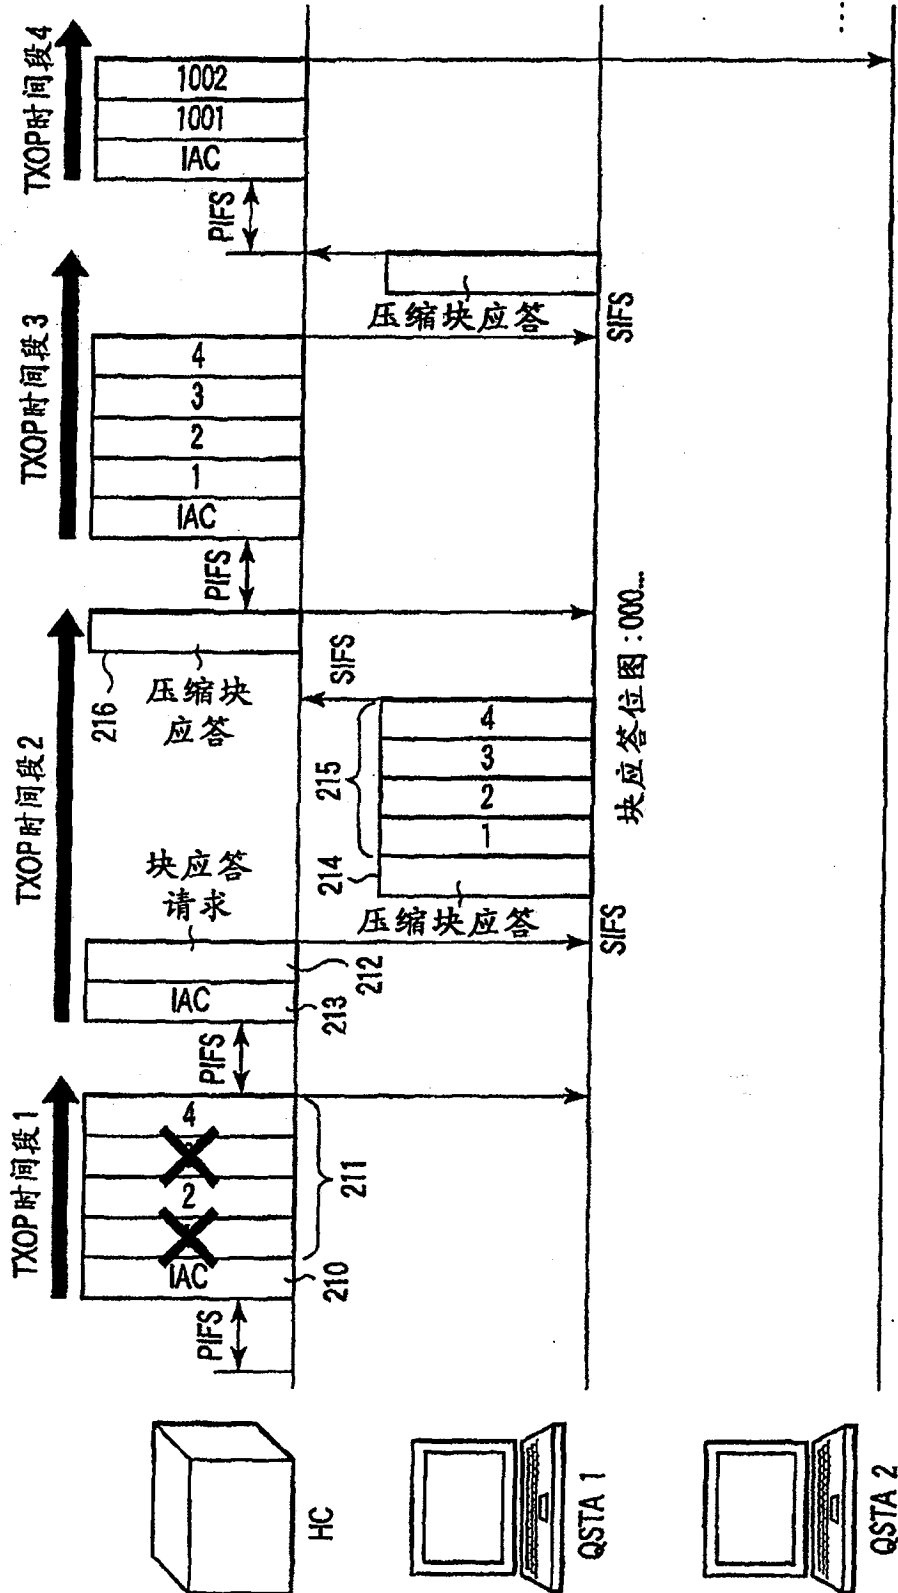 TXOP时间段1
TXOP时间段2
TXOP时间段3
TXOP时间段4
HC
PIFS
IAC
2
4
210
211
PIFS
IAC
213
212
块应答
请求
压缩块
应答
216
PIFS
IAC
1
2
3
4
PIFS
IAC
1001
1002
QSTA 1
SIFS
压缩块应答
214
1
2
3
4
215
SIFS
块应答位图:000...
压缩块应答
SIFS
QSTA 2